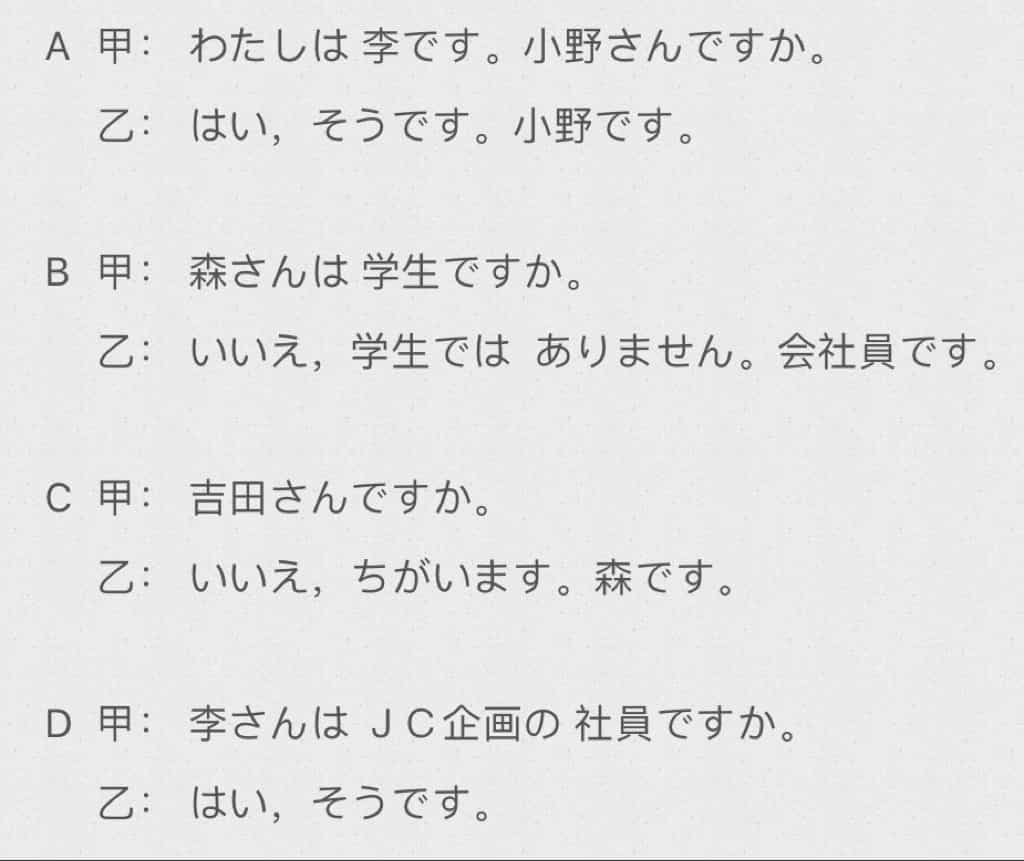 A 甲： わたしは 李です。小野さんですか。
乙： はい，そうです。小野です。
B 甲： 森さんは 学生ですか。
乙： いいえ，学生では ありません。会社員です。
C 甲： 吉田さんですか。
乙： いいえ，ちがいます。森です。
D 甲： 李さんは ＪＣ企画の 社員ですか。
乙： はい，そうです。